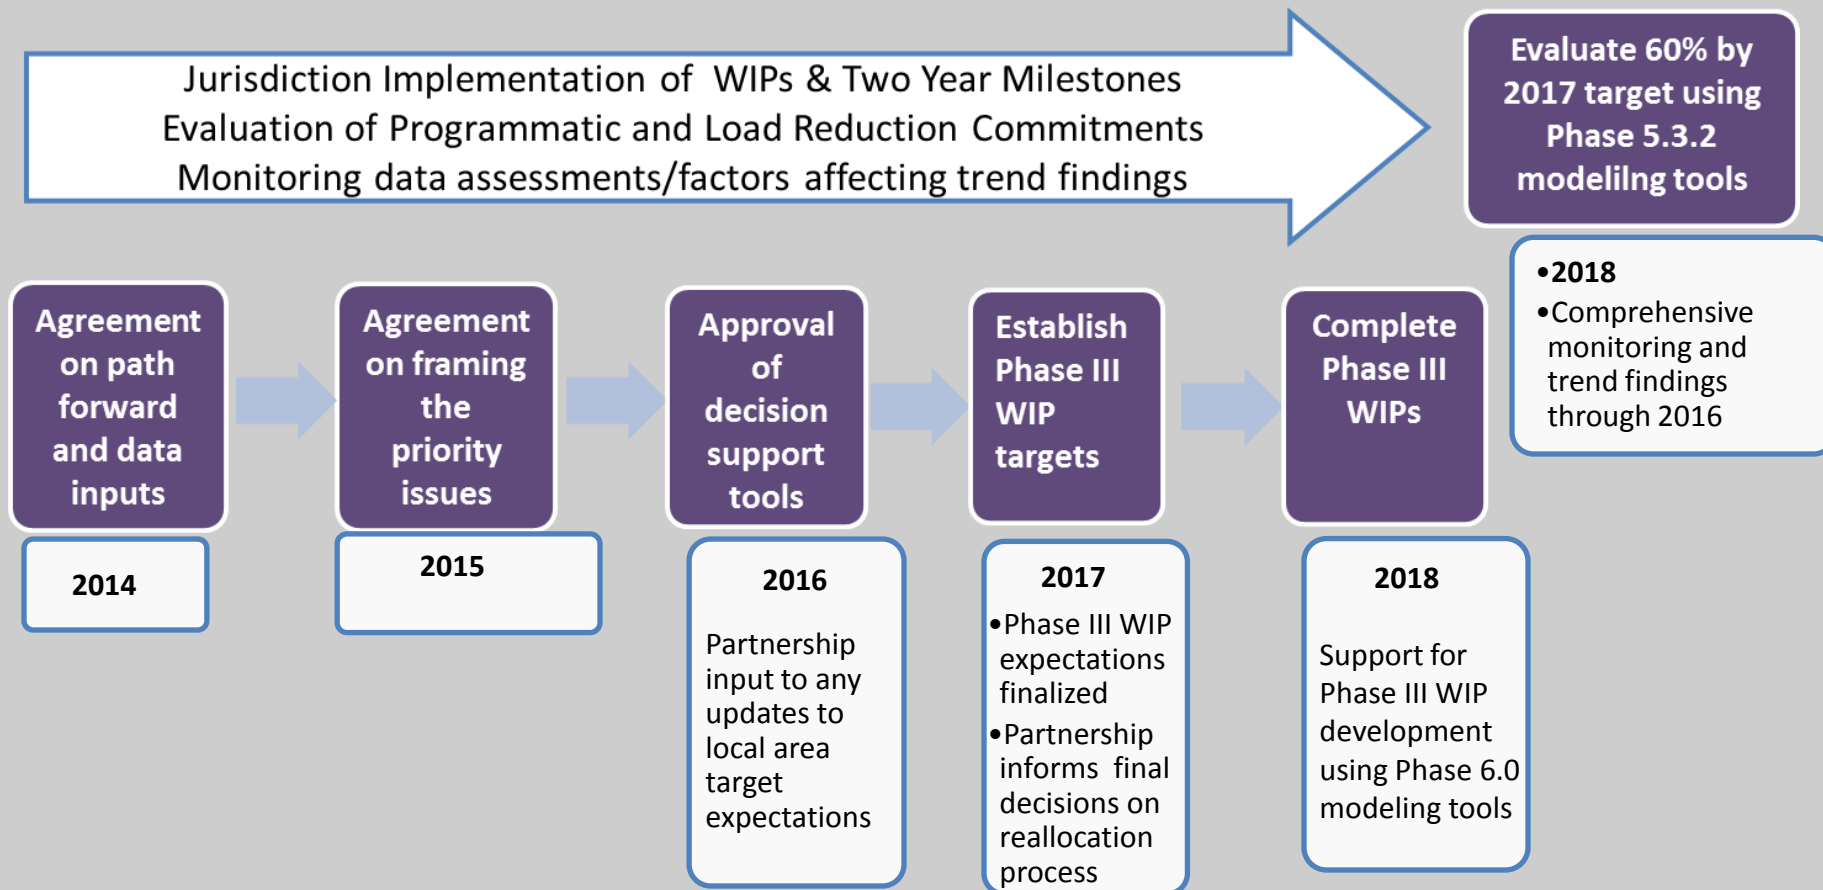 Jurisdiction Implementation of WIPs & Two Year Milestones
Evaluation of Programmatic and Load Reduction Commitments
Monitoring data assessments/factors affecting trend findings
Evaluate 60% by
2017 target using
Phase 5.3.2
modelilng tools
•2018
•Comprehensive
monitoring and
trend findings
through 2016
Agreement
on path
forward
and data
inputs
2014
Agreement
on framing
the
priority
issues
2015
Approval
of
decision
support
tools
2016
Partnership
input to any
updates to
local area
target
expectations
Establish
Phase III
WIP
targets
2017
•Phase III WIP
expectations
finalized
•Partnership
informs final
decisions on
reallocation
process
Complete
Phase III
WIPs
2018
Support for
Phase III WIP
development
using Phase 6.0
modeling tools